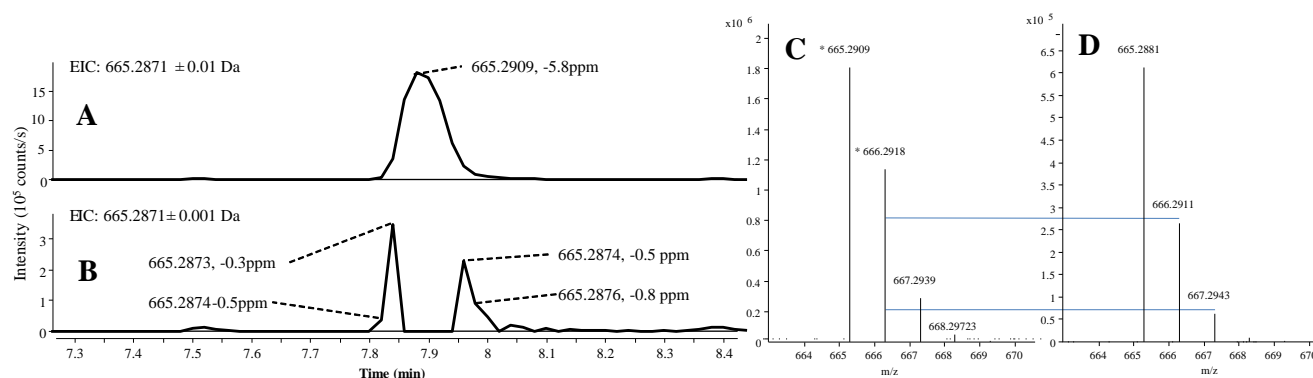 EIC: 665.2871 ±0.01 Da
665.2909, -5.8ppm
A
15
10
5
0
EIC: 665.2871± 0.001 Da
665.2873, -0.3ppm
665.2874, -0.5 ppm
B
665.2874-0.5ppm
665.2876, -0.8 ppm
3
2
1
0
Intensity (10⁵ counts/s)
7.3 7.4 7.5 7.6 7.7 7.8 7.9 8 8.1 8.2 8.3 8.4
Time (min)
x10 ⁶
C
* 665.2909
* 666.2918
667.2939
668.29723
2
1.8
1.6
1.4
1.2
1
0.8
0.6
0.4
0.2
0
664 665 666 667 668 669 670
m/z
x10 ⁵
D
665.2881
666.2911
667.2943
6.5
6
5.5
5
4.5
4
3.5
3
2.5
2
1.5
1
0.5
0
664 665 666 667 668 669 670
m/z